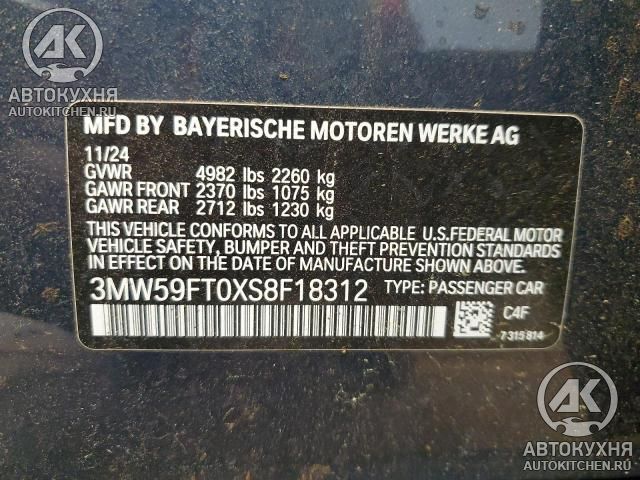 АК
АВТОКУХНЯ
AUTOKITCHEN.RU
MFD BY BAYERISCHE MOTOREN WERKE AG
11/24
GVWR 4982 lbs 2260 kg
GAWR FRONT 2370 lbs 1075 kg
GAWR REAR 2712 lbs 1230 kg
THIS VEHICLE CONFORMS TO ALL APPLICABLE U.S.FEDERAL MOTOR
VEHICLE SAFETY, BUMPER AND THEFT PREVENTION STANDARDS IN
EFFECT ON THE DATE OF MANUFACTURE SHOWN ABOVE.
3MW59FT0XS8F18312 TYPE: PASSENGER CAR
C4F
7315814
АК
АВТОКУХНЯ
AUTOKITCHEN.RU